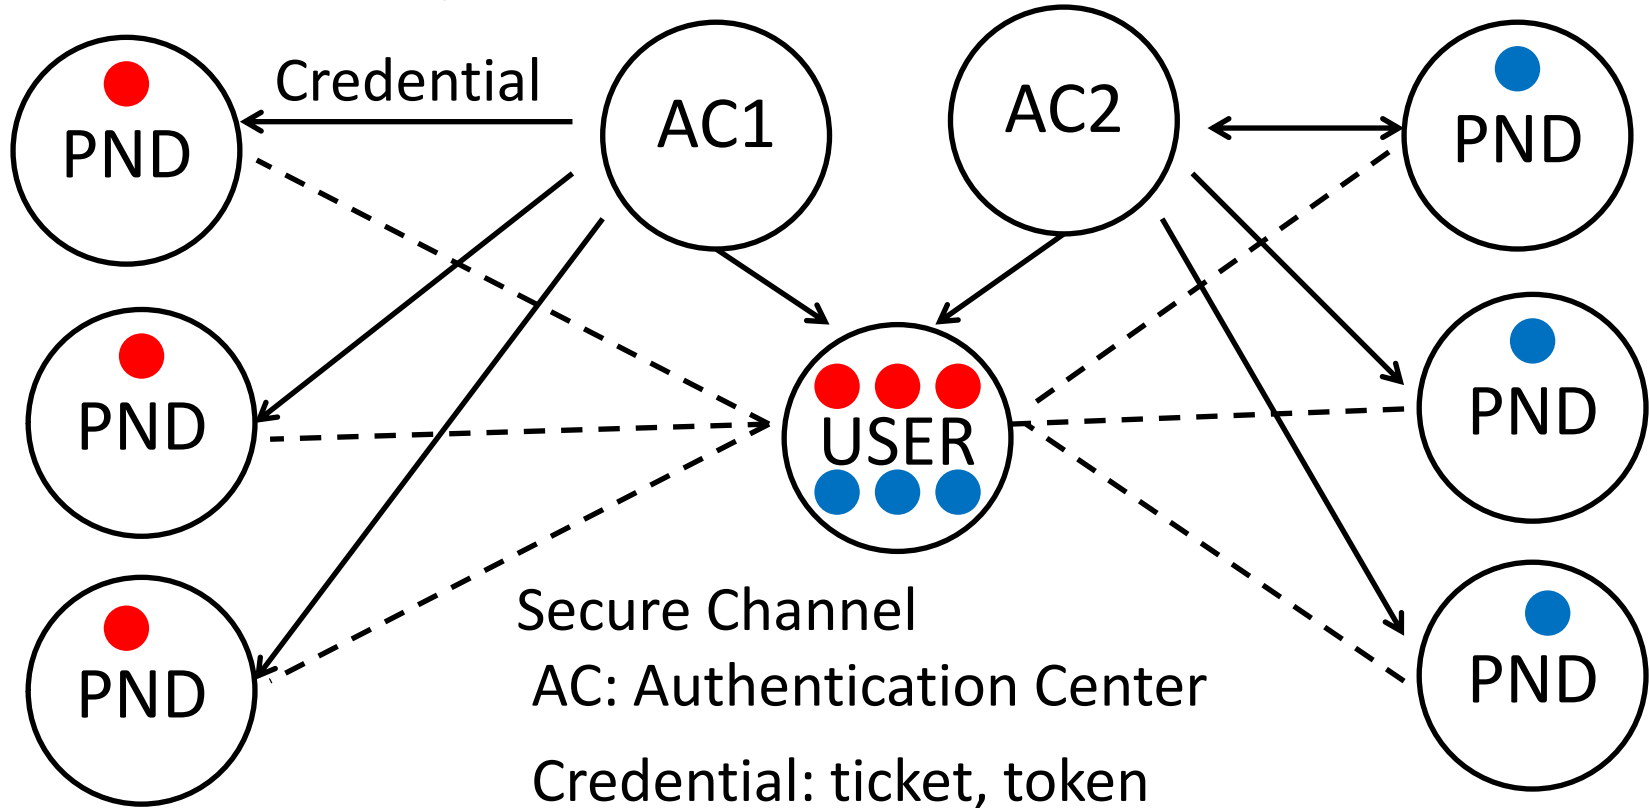 Credential
AC1
AC2
PND
PND
PND
PND
USER
PND
PND
Secure Channel
AC: Authentication Center
Credential: ticket, token